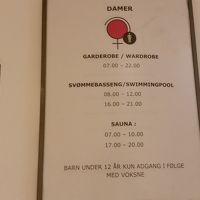 DAMER
GARDEROBE / WARDROBE
07.00 – 22.00
SVØMMEBASSENG/SWIMMINGPOOL
08.00 – 12.00
16.00 – 21.00
SAUNA :
07.00 – 10.00
17.00 – 20.00
BARN UNDER 12 ÅR KUN ADGANG I FØLGE
MED VOKSNE